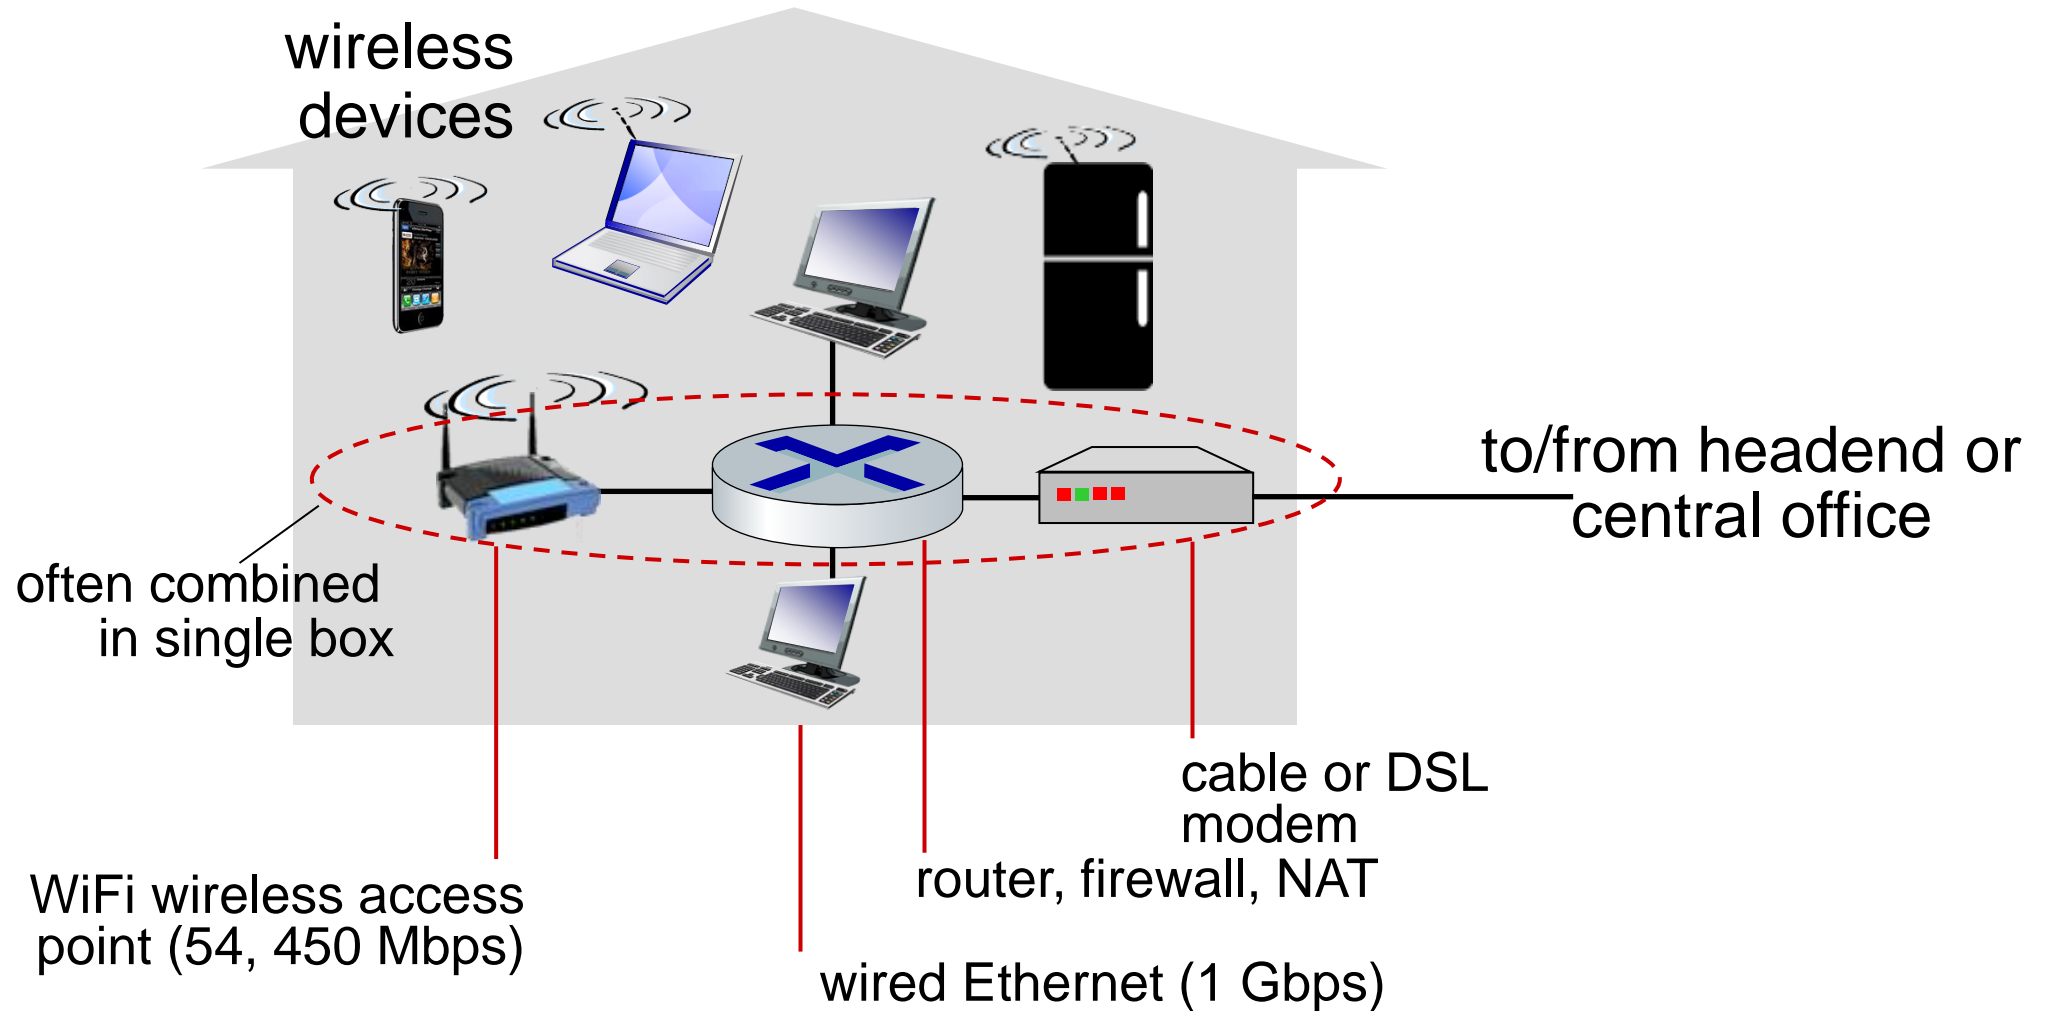 wireless
devices
to/from headend or
central office
often combined
in single box
cable or DSL
modem
router, firewall, NAT
WiFi wireless access
point (54, 450 Mbps)
wired Ethernet (1 Gbps)